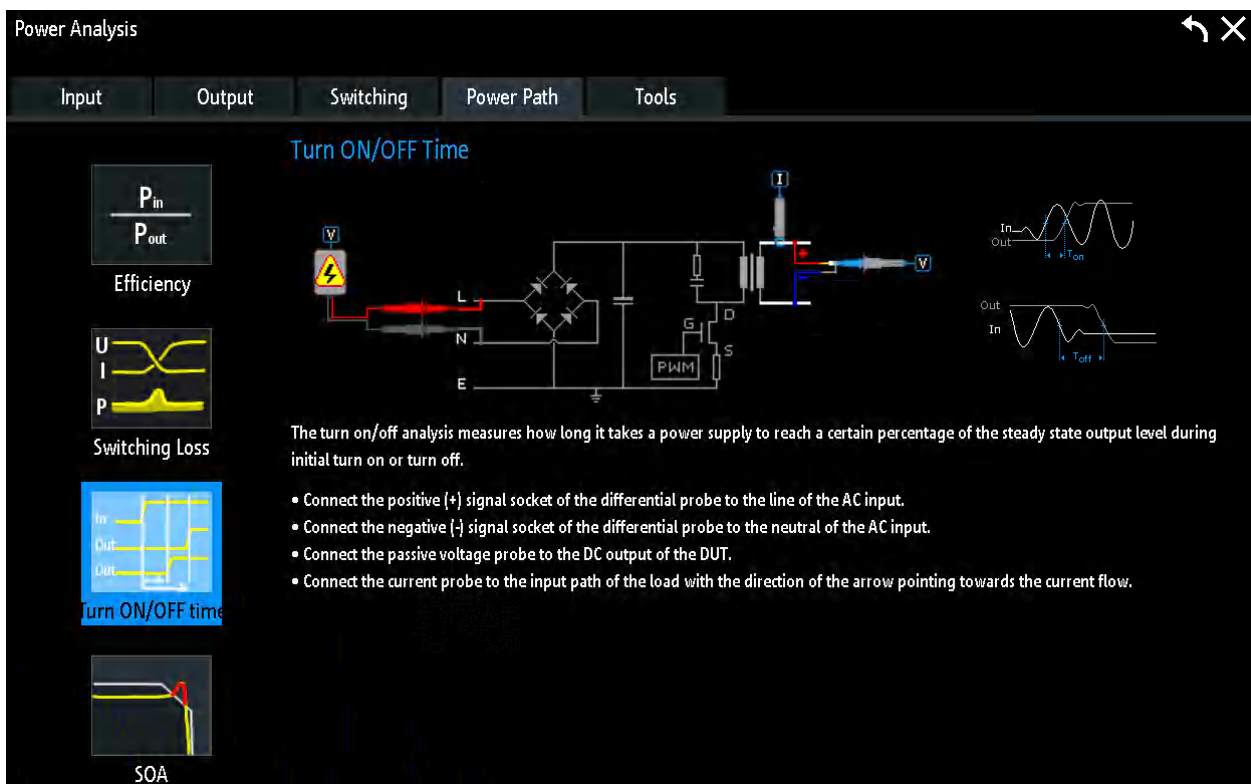 Power Analysis
Input
Output
Switching
Power Path
Tools
Pin
Pout
Efficiency
U
I
P
Switching Loss
In
Out
Out
Turn ON/OFF time
SOA
Turn ON/OFF Time
V
I
V
+
-
L
N
E
G
D
S
PWM
In
Out
Ton
Out
In
Toff
The turn on/off analysis measures how long it takes a power supply to reach a certain percentage of the steady state output level during
initial turn on or turn off.
• Connect the positive (+) signal socket of the differential probe to the line of the AC input.
• Connect the negative (-) signal socket of the differential probe to the neutral of the AC input.
• Connect the passive voltage probe to the DC output of the DUT.
• Connect the current probe to the input path of the load with the direction of the arrow pointing towards the current flow.